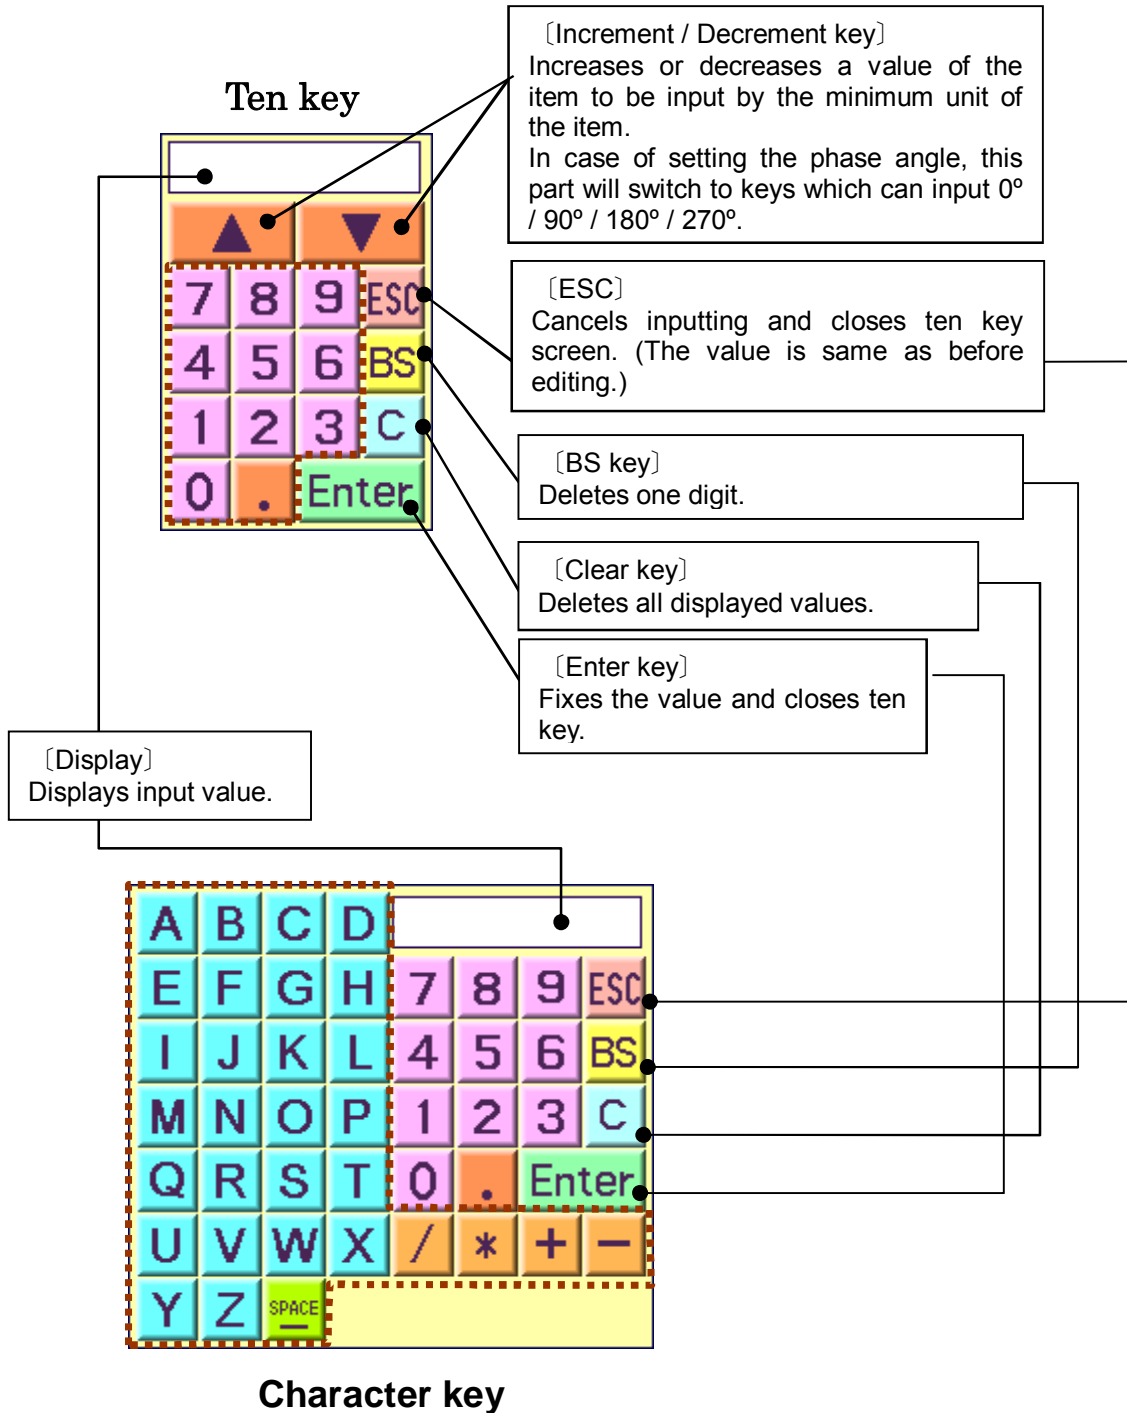 〔Increment / Decrement key〕
Increases or decreases a value of the
item to be input by the minimum unit of
the item.
In case of setting the phase angle, this
part will switch to keys which can input 0º
/ 90º / 180º / 270º.
Ten key
▲ ▼
7 8 9 ESC
4 5 6 BS
1 2 3 C
0 . Enter
〔ESC〕
Cancels inputting and closes ten key
screen. (The value is same as before
editing.)
〔BS key〕
Deletes one digit.
〔Clear key〕
Deletes all displayed values.
〔Enter key〕
Fixes the value and closes ten
key.
〔Display〕
Displays input value.
A B C D
E F G H 7 8 9 ESC
I J K L 4 5 6 BS
M N O P 1 2 3 C
Q R S T 0 . Enter
U V W X / * + −
Y Z SPACE
Character key